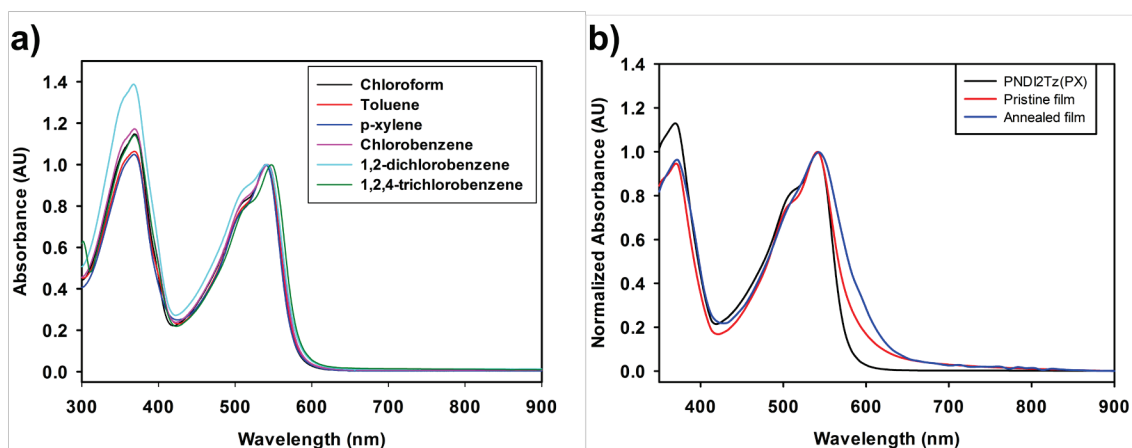 a)
Absorbance (AU)
1.4
1.2
1.0
0.8
0.6
0.4
0.2
0.0
Chloroform
Toluene
p-xylene
Chlorobenzene
1,2-dichlorobenzene
1,2,4-trichlorobenzene
300 400 500 600 700 800 900
Wavelength (nm)
b)
Normalized Absorbance (AU)
1.4
1.2
1.0
0.8
0.6
0.4
0.2
0.0
PNDI2Tz(PX)
Pristine film
Annealed film
400 500 600 700 800 900
Wavelength (nm)